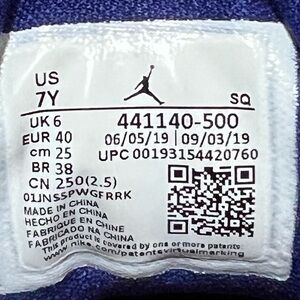 US
7Y
SQ
UK 6 441140-500
EUR 40 06/05/19 | 09/03/19
cm 25 UPC 00193154420760
BR 38
CN 250(2.5)
01JNSSPWGFRRK
MADE IN CHINA
HECHO EN CHINA
FABRICADO NA CHINA
FABRIQUÉ EN CHINE
This product is covered by one or more patents
www.nike.com/patentsvirtualmarking